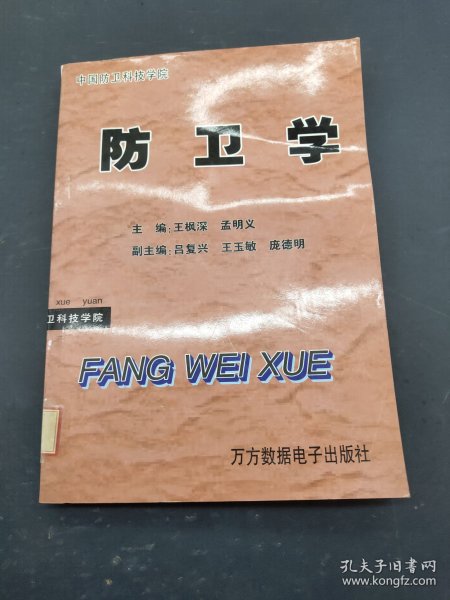 中国防卫科技学院
防卫学
主 编：王枫深 孟明义
副主编：吕复兴 王玉敏 庞德明
xue yuan
卫科技学院
FANG WEI XUE
万方数据电子出版社
孔夫子旧书网
www.kongfz.com